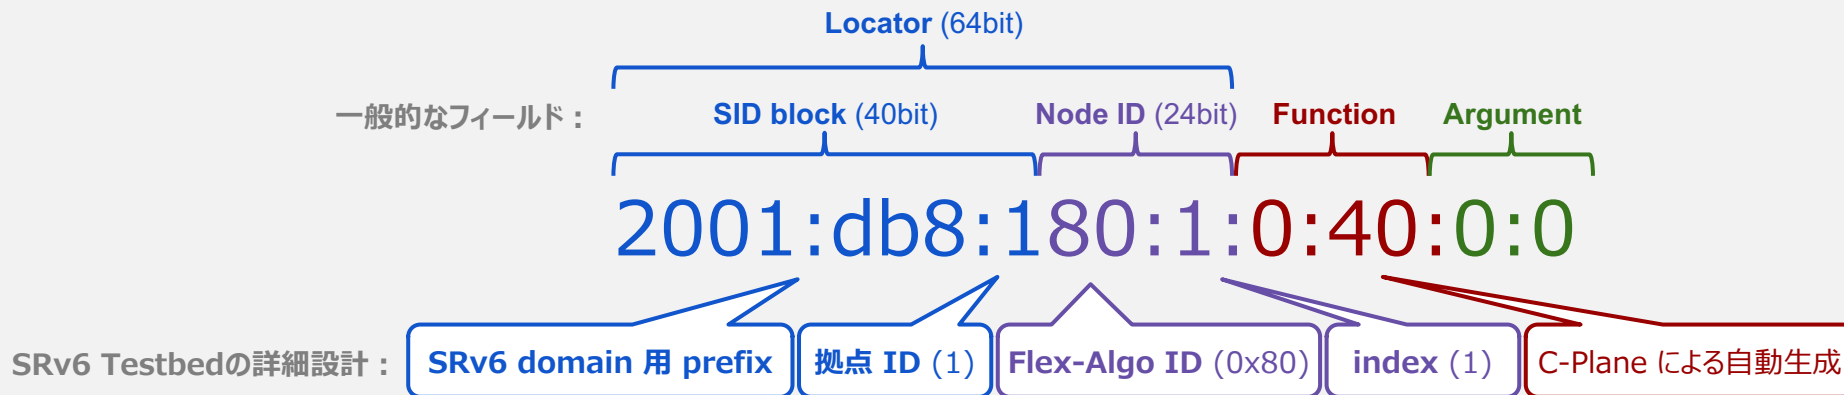 Locator (64bit)
一般的なフィールド : SID block (40bit) Node ID (24bit) Function Argument
2001:db8:180:1:0:40:0:0
SRv6 Testbedの詳細設計 : SRv6 domain 用 prefix 拠点 ID (1) Flex-Algo ID (0x80) index (1) C-Plane による自動生成